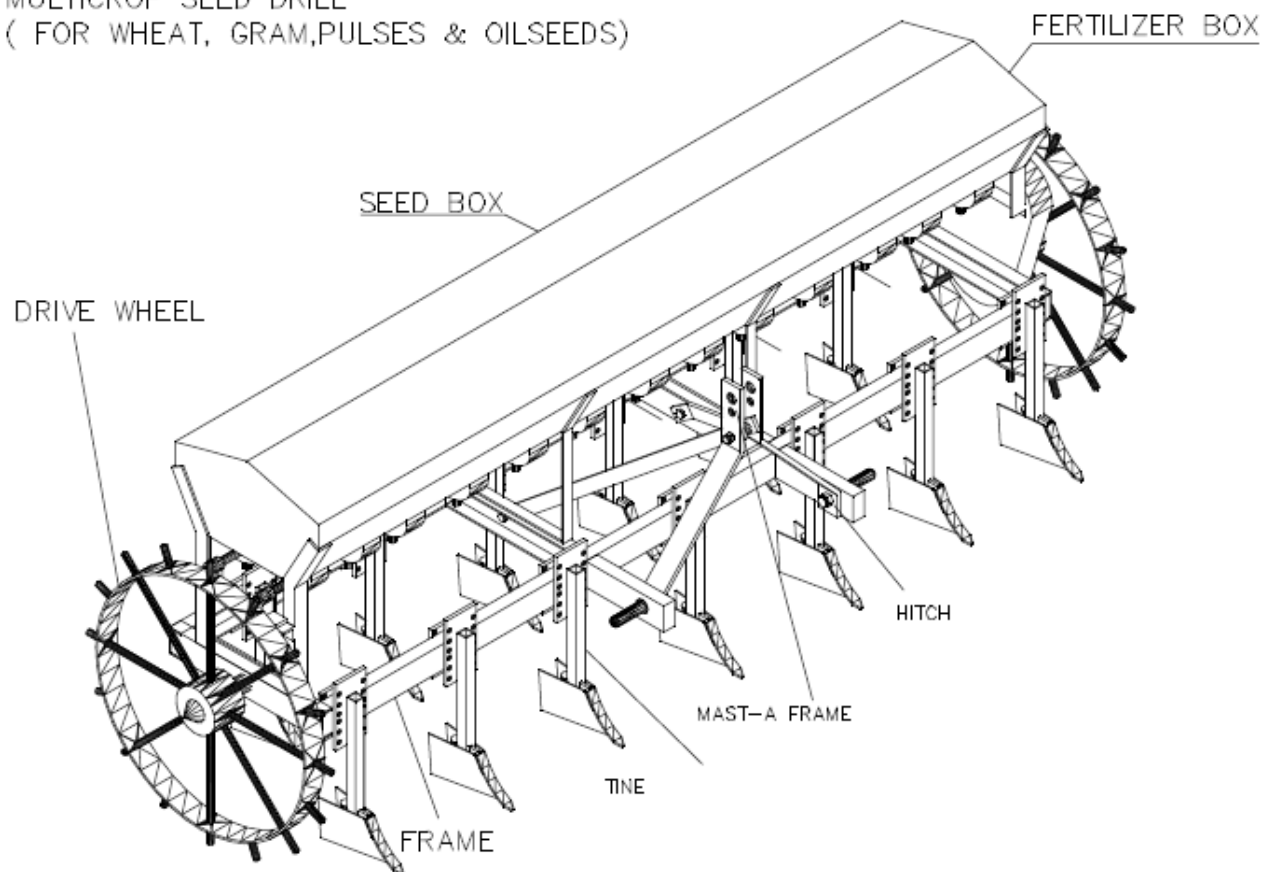 MULTICROP SEED DRILL
( FOR WHEAT, GRAM,PULSES & OILSEEDS)
FERTILIZER BOX
SEED BOX
DRIVE WHEEL
HITCH
MAST-A FRAME
TINE
FRAME